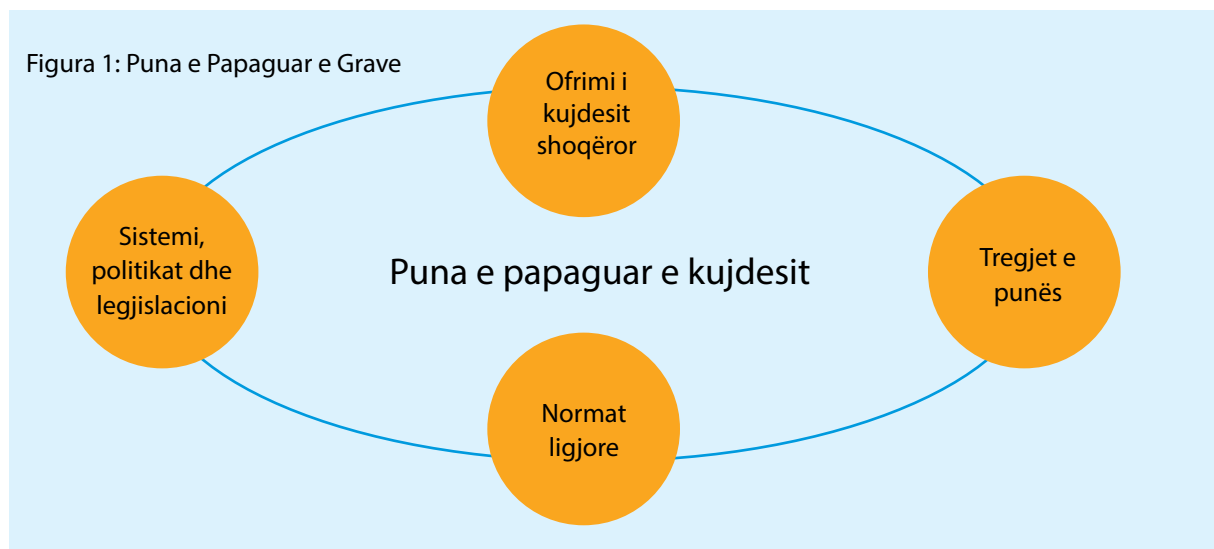 Figura 1: Puna e Papaguar e Grave
Ofrimi i
kujdesit
shoqëror
Sistemi,
politikat dhe
legjislacioni
Puna e papaguar e kujdesit
Tregjet e
punës
Normat
ligjore